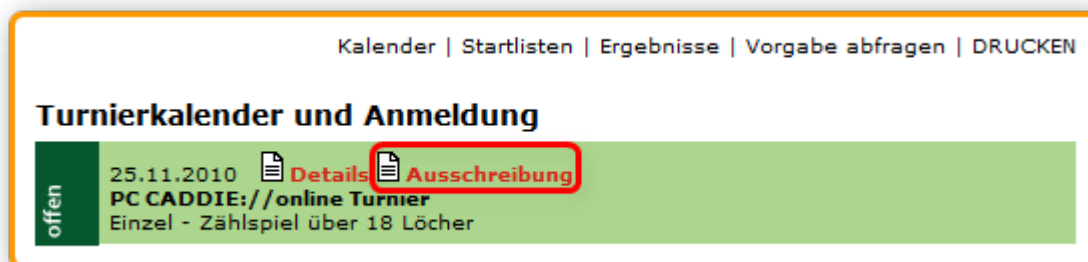 Kalender | Startlisten | Ergebnisse | Vorgabe abfragen | DRUCKEN
Turnierkalender und Anmeldung
offen
25.11.2010 Details Ausschreibung
PC CADDIE://online Turnier
Einzel - Zählspiel über 18 Löcher